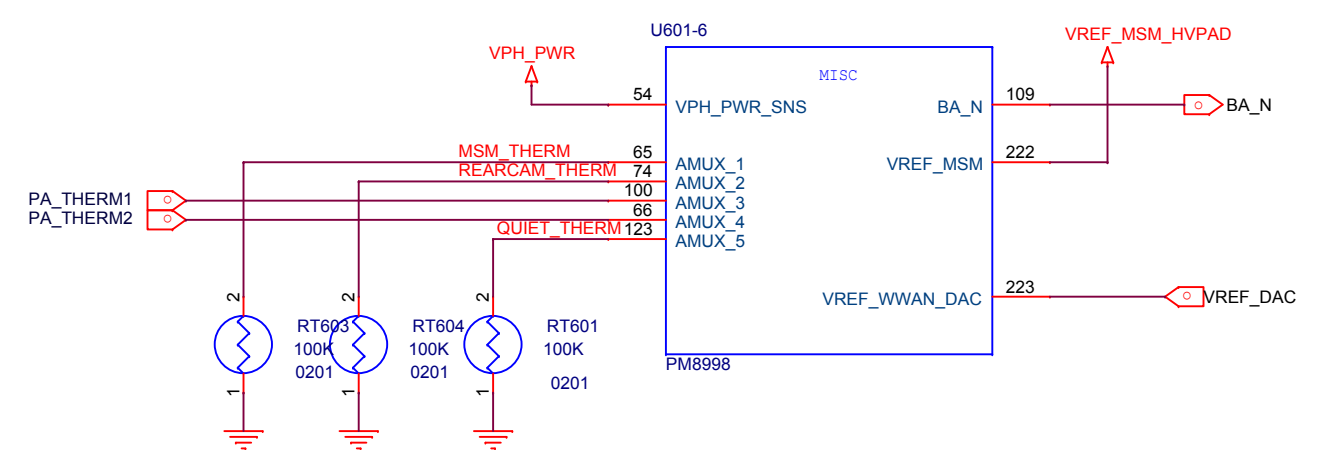 U601-6
VREF_MSM_HVPAD
VPH_PWR
MISC
54
VPH_PWR_SNS
109
BA_N
BA_N
MSM_THERM
65
AMUX_1
222
VREF_MSM
REARCAM_THERM
74
AMUX_2
PA_THERM1
100
AMUX_3
PA_THERM2
66
AMUX_4
QUIET_THERM
123
AMUX_5
223
VREF_WWAN_DAC
VREF_DAC
2
2
2
RT603
RT604
RT601
100K
100K
100K
0201
0201
0201
1
1
1
PM8998